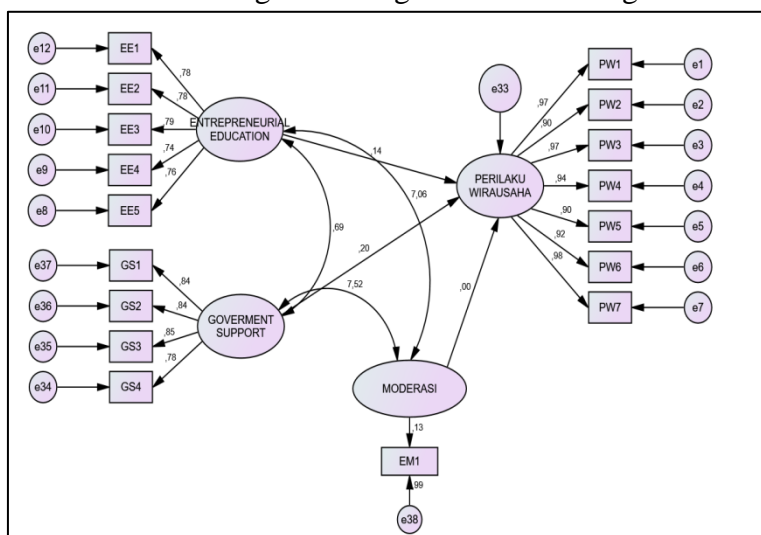 e12
EE1
,78
e11
EE2
,78
e10
EE3
,79
e9
EE4
,74
e8
EE5
,76
ENTREPRENEURIAL
EDUCATION
e37
GS1
,84
e36
GS2
,84
e35
GS3
,85
e34
GS4
,78
GOVERMENT
SUPPORT
,14
7,06
,69
,20
7,52
,00
MODERASI
,13
EM1
,99
e38
e33
PERILAKU
WIRAUSAHA
,97
PW1
e1
,90
PW2
e2
,97
PW3
e3
,94
PW4
e4
,90
PW5
e5
,92
PW6
e6
,98
PW7
e7